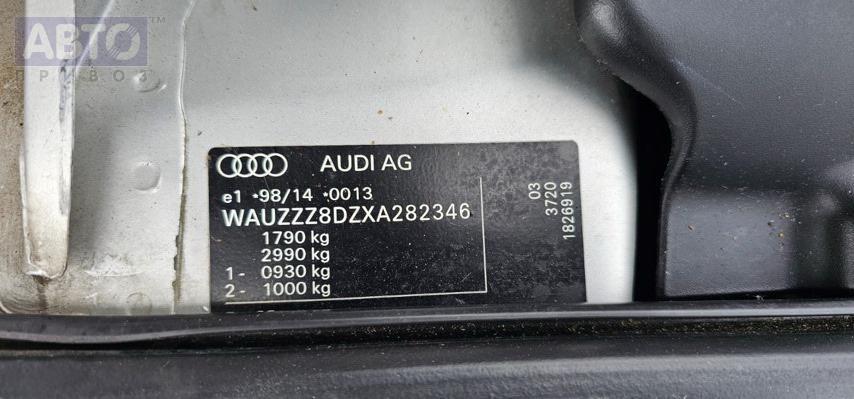 АВТО™
ПРИВОЗ
AUDI AG
e1 *98/14 *0013
WAUZZZ8DZXA282346
1790 kg
2990 kg
1- 0930 kg
2- 1000 kg
03
3720
1826919